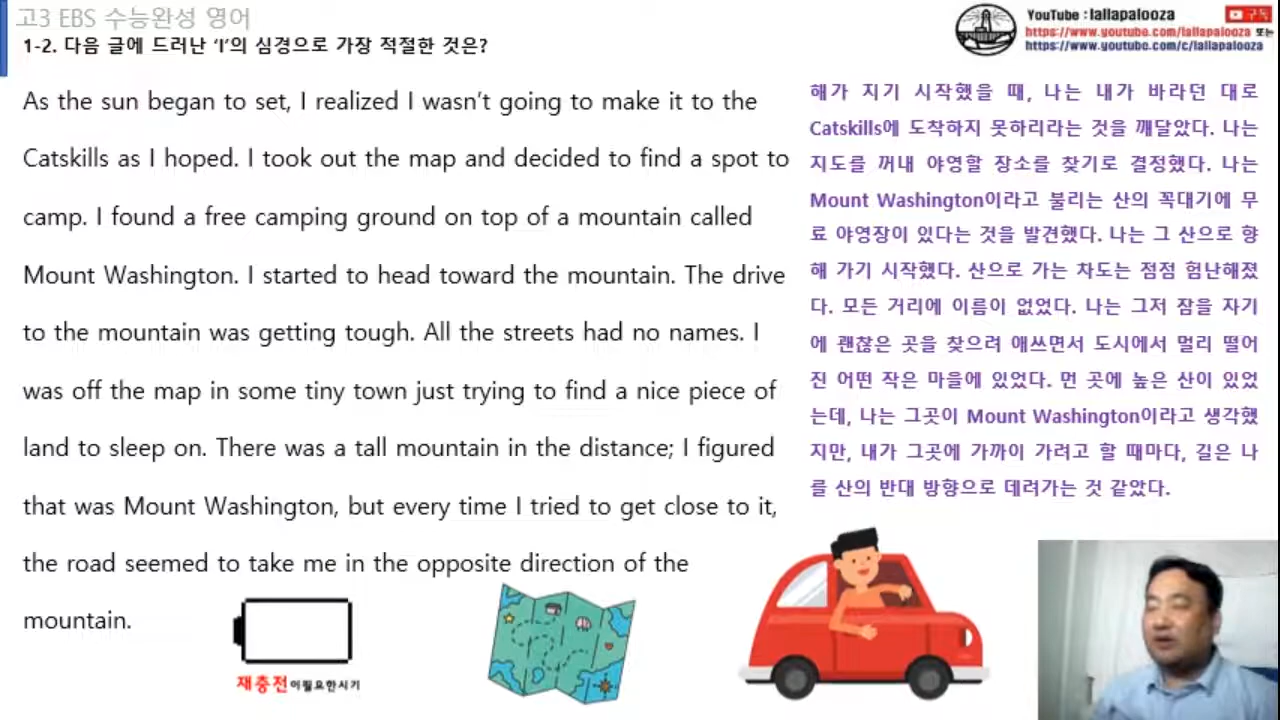 고3 EBS 수능완성 영어
1-2. 다음 글에 드러난 ‘I’의 심경으로 가장 적절한 것은?
YouTube : lallapalooza
구독
https://www.youtube.com/lallapalooza 또는
https://www.youtube.com/c/lallapalooza
As the sun began to set, I realized I wasn’t going to make it to the
Catskills as I hoped. I took out the map and decided to find a spot to
camp. I found a free camping ground on top of a mountain called
Mount Washington. I started to head toward the mountain. The drive
to the mountain was getting tough. All the streets had no names. I
was off the map in some tiny town just trying to find a nice piece of
land to sleep on. There was a tall mountain in the distance; I figured
that was Mount Washington, but every time I tried to get close to it,
the road seemed to take me in the opposite direction of the
mountain.
해가 지기 시작했을 때, 나는 내가 바라던 대로
Catskills에 도착하지 못하리라는 것을 깨달았다. 나는
지도를 꺼내 야영할 장소를 찾기로 결정했다. 나는
Mount Washington이라고 불리는 산의 꼭대기에 무
료 야영장이 있다는 것을 발견했다. 나는 그 산으로 향
해 가기 시작했다. 산으로 가는 차도는 점점 험난해졌
다. 모든 거리에 이름이 없었다. 나는 그저 잠을 자기
에 괜찮은 곳을 찾으려 애쓰면서 도시에서 멀리 떨어
진 어떤 작은 마을에 있었다. 먼 곳에 높은 산이 있었
는데, 나는 그곳이 Mount Washington이라고 생각했
지만, 내가 그곳에 가까이 가려고 할 때마다, 길은 나
를 산의 반대 방향으로 데려가는 것 같았다.
재충전이필요한시기